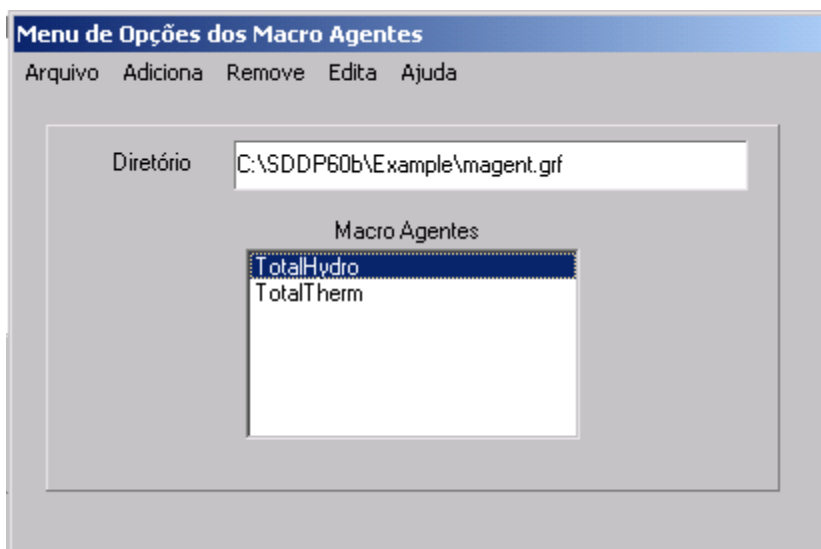 Menu de Opções dos Macro Agentes
Arquivo Adiciona Remove Edita Ajuda
Diretório C:\SDDP60b\Example\magent.grf
Macro Agentes
TotalHydro
TotalTherm